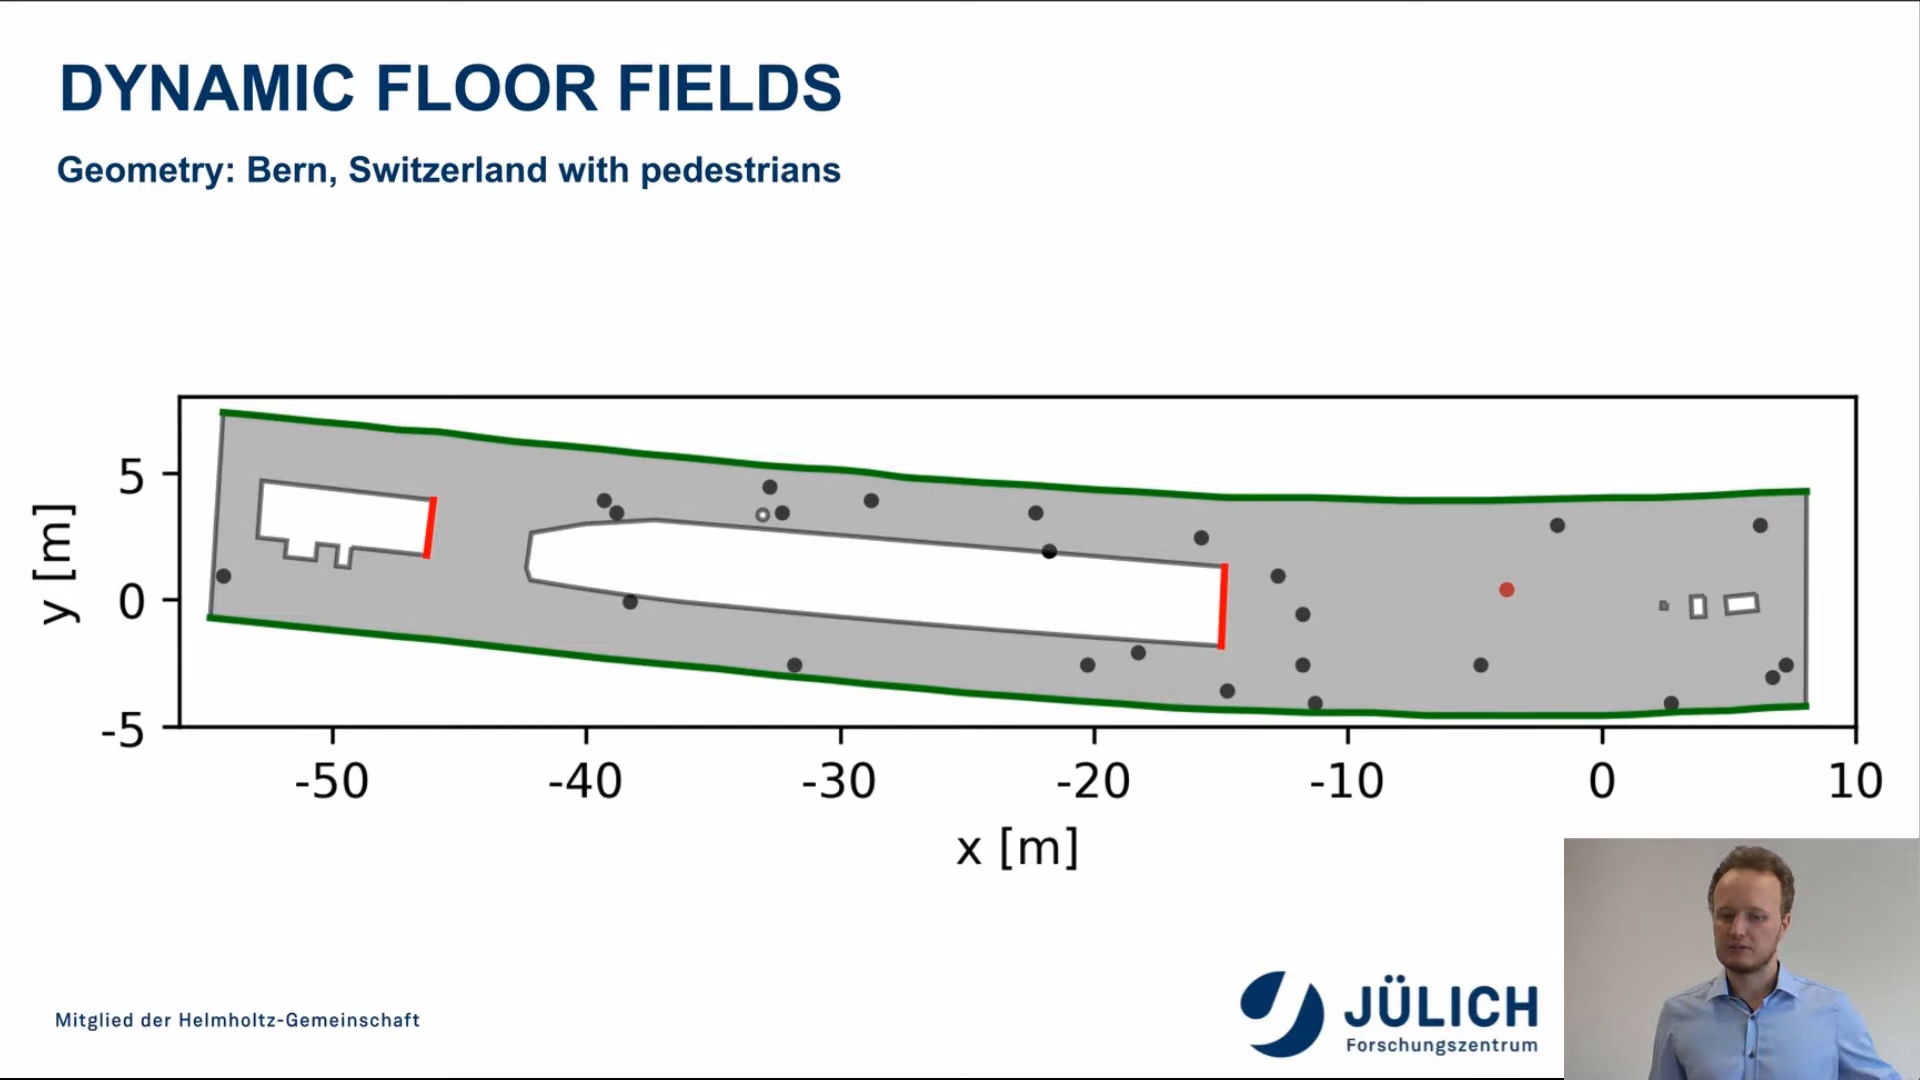 DYNAMIC FLOOR FIELDS
Geometry: Bern, Switzerland with pedestrians
y [m]
5
0
-5
-50 -40 -30 -20 -10 0 10
x [m]
Mitglied der Helmholtz-Gemeinschaft
JÜLICH
Forschungszentrum